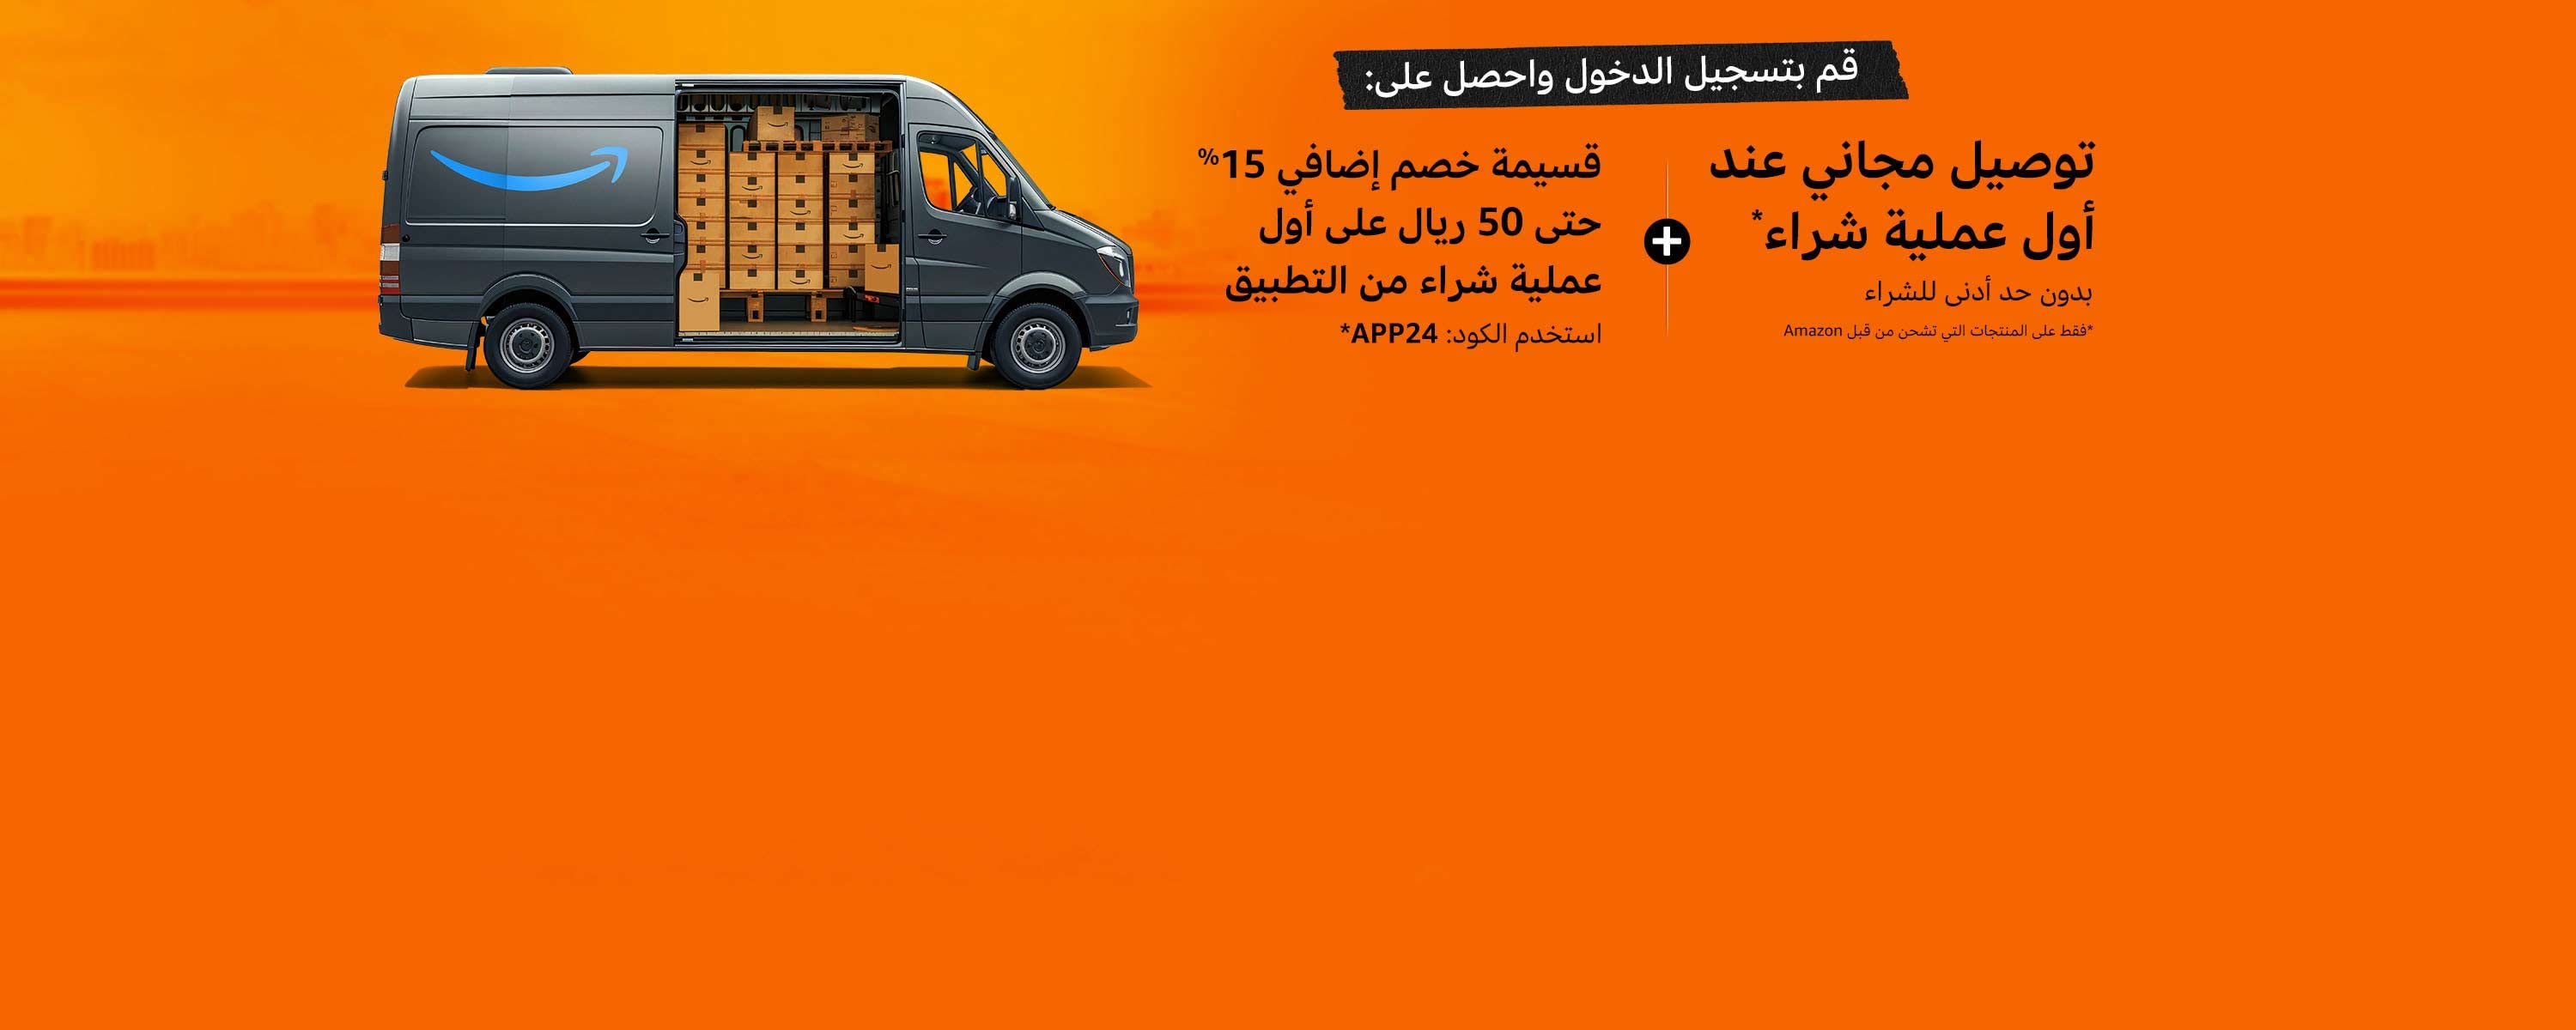 قم بتسجيل الدخول واحصل على:
توصيل مجاني عند
أول عملية شراء*
بدون حد أدنى للشراء
*فقط على المنتجات التي تشحن من قبل Amazon
+
قسيمة خصم إضافي 15%
حتى 50 ريال على أول
عملية شراء من التطبيق
استخدم الكود: APP24*